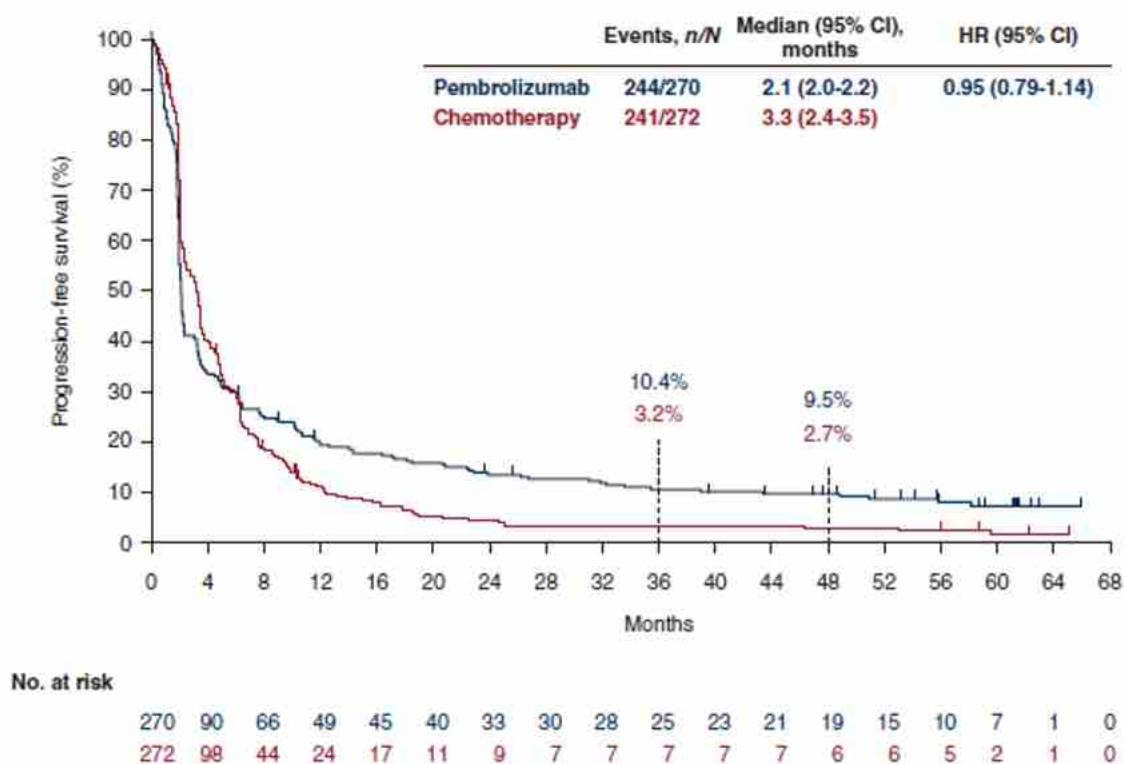 Events, n/N Median (95% CI), months HR (95% CI)
Pembrolizumab 244/270 2.1 (2.0-2.2) 0.95 (0.79-1.14)
Chemotherapy 241/272 3.3 (2.4-3.5)
Progression-free survival (%)
100
90
80
70
60
50
40
30
20
10
0
10.4%
3.2%
9.5%
2.7%
0 4 8 12 16 20 24 28 32 36 40 44 48 52 56 60 64 68
Months
No. at risk
270 90 66 49 45 40 33 30 28 25 23 21 19 15 10 7 1 0
272 98 44 24 17 11 9 7 7 7 7 7 6 6 5 2 1 0